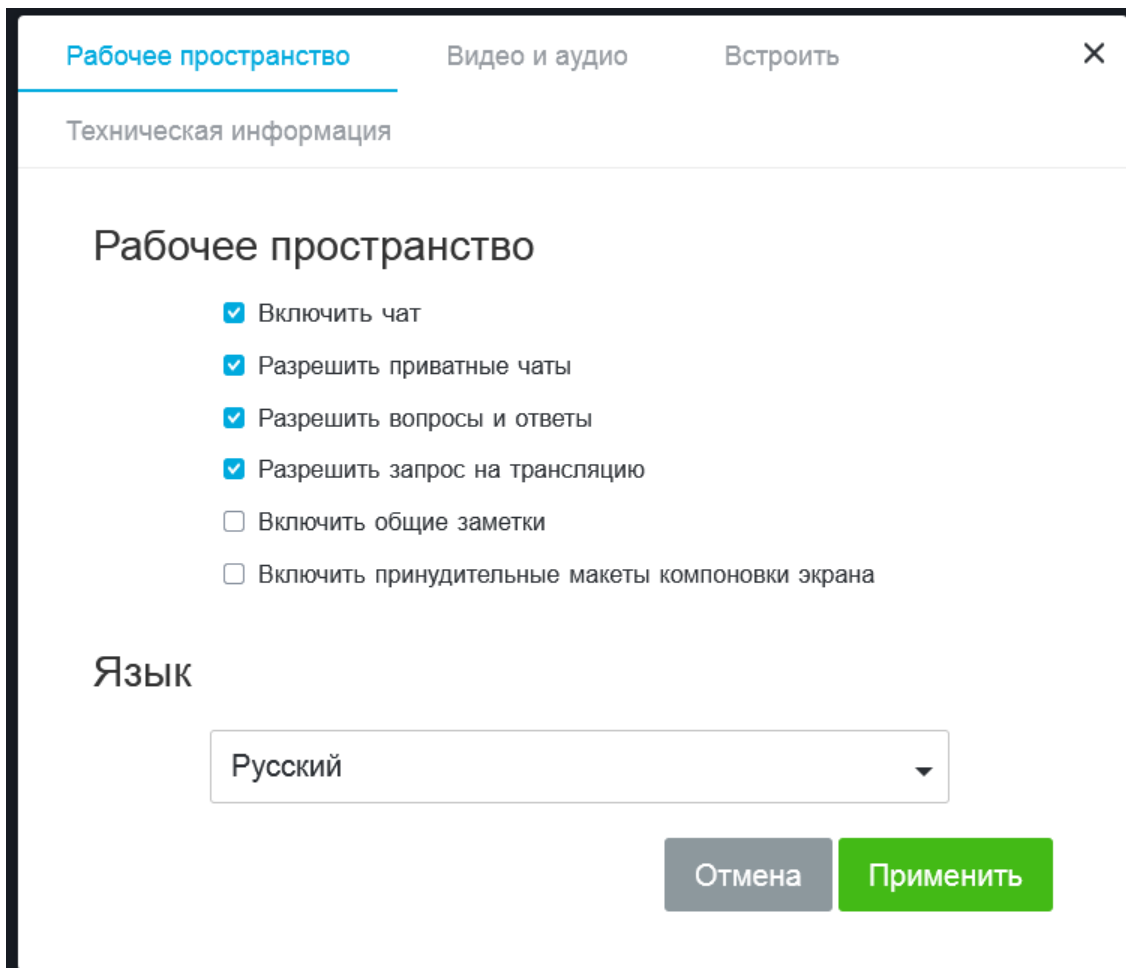 Рабочее пространство Видео и аудио Встроить
Техническая информация
Рабочее пространство
Включить чат
Разрешить приватные чаты
Разрешить вопросы и ответы
Разрешить запрос на трансляцию
Включить общие заметки
Включить принудительные макеты компоновки экрана
Язык
Русский
Отмена Применить